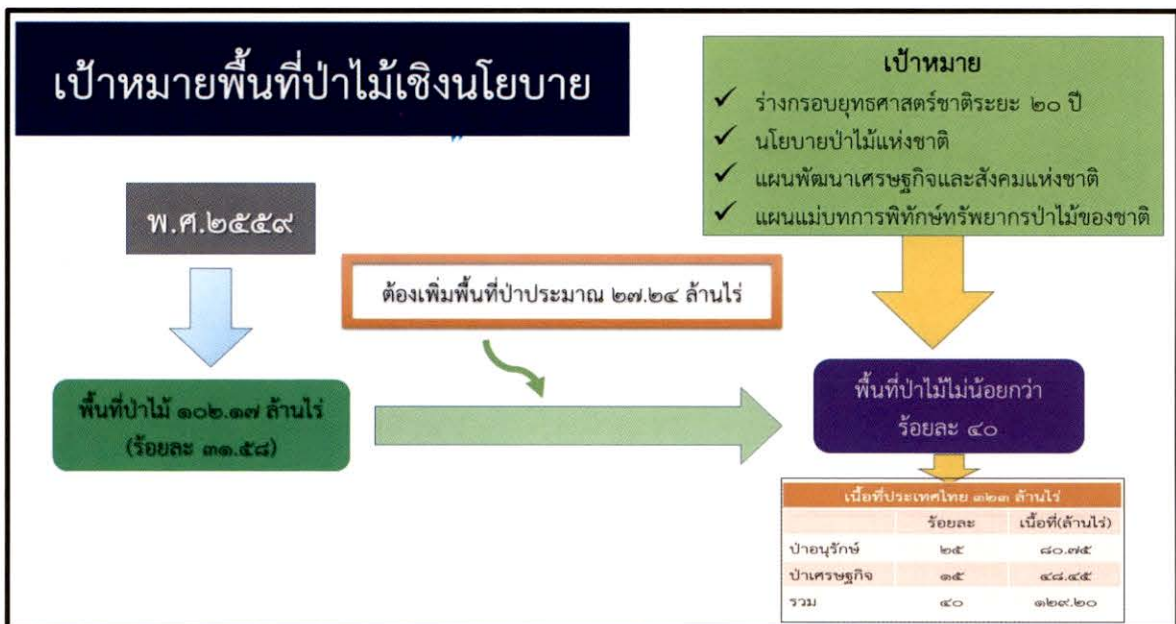 เป้าหมายพื้นที่ป่าไม้เชิงนโยบาย
เป้าหมาย
✓ ร่างกรอบยุทธศาสตร์ชาติระยะ ๒๐ ปี
✓ นโยบายป่าไม้แห่งชาติ
✓ แผนพัฒนาเศรษฐกิจและสังคมแห่งชาติ
✓ แผนแม่บทการพิทักษ์ทรัพยากรป่าไม้ของชาติ
พ.ศ.๒๕๕๙
ต้องเพิ่มพื้นที่ป่าประมาณ ๒๗.๒๔ ล้านไร่
พื้นที่ป่าไม้ ๑๐๒.๑๗ ล้านไร่
(ร้อยละ ๓๑.๕๘)
พื้นที่ป่าไม้ไม่น้อยกว่า
ร้อยละ ๔๐
เนื้อที่ประเทศไทย ๓๒๓ ล้านไร่
ร้อยละ เนื้อที่(ล้านไร่)
ป่าอนุรักษ์ ๒๕ ๘๐.๗๕
ป่าเศรษฐกิจ ๑๕ ๔๘.๔๕
รวม ๔๐ ๑๒๙.๒๐